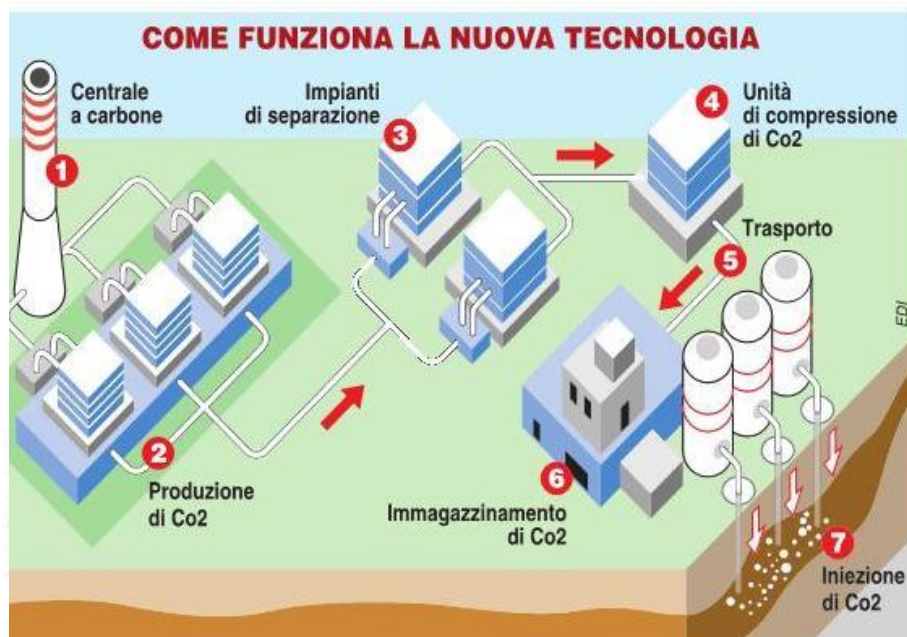 COME FUNZIONA LA NUOVA TECNOLOGIA
Centrale
a carbone
1
Impianti
di separazione
3
4
Unità
di compressione
di Co2
5
Trasporto
2
Produzione
di Co2
6
Immagazzinamento
di Co2
7
Iniezione
di Co2
EDI